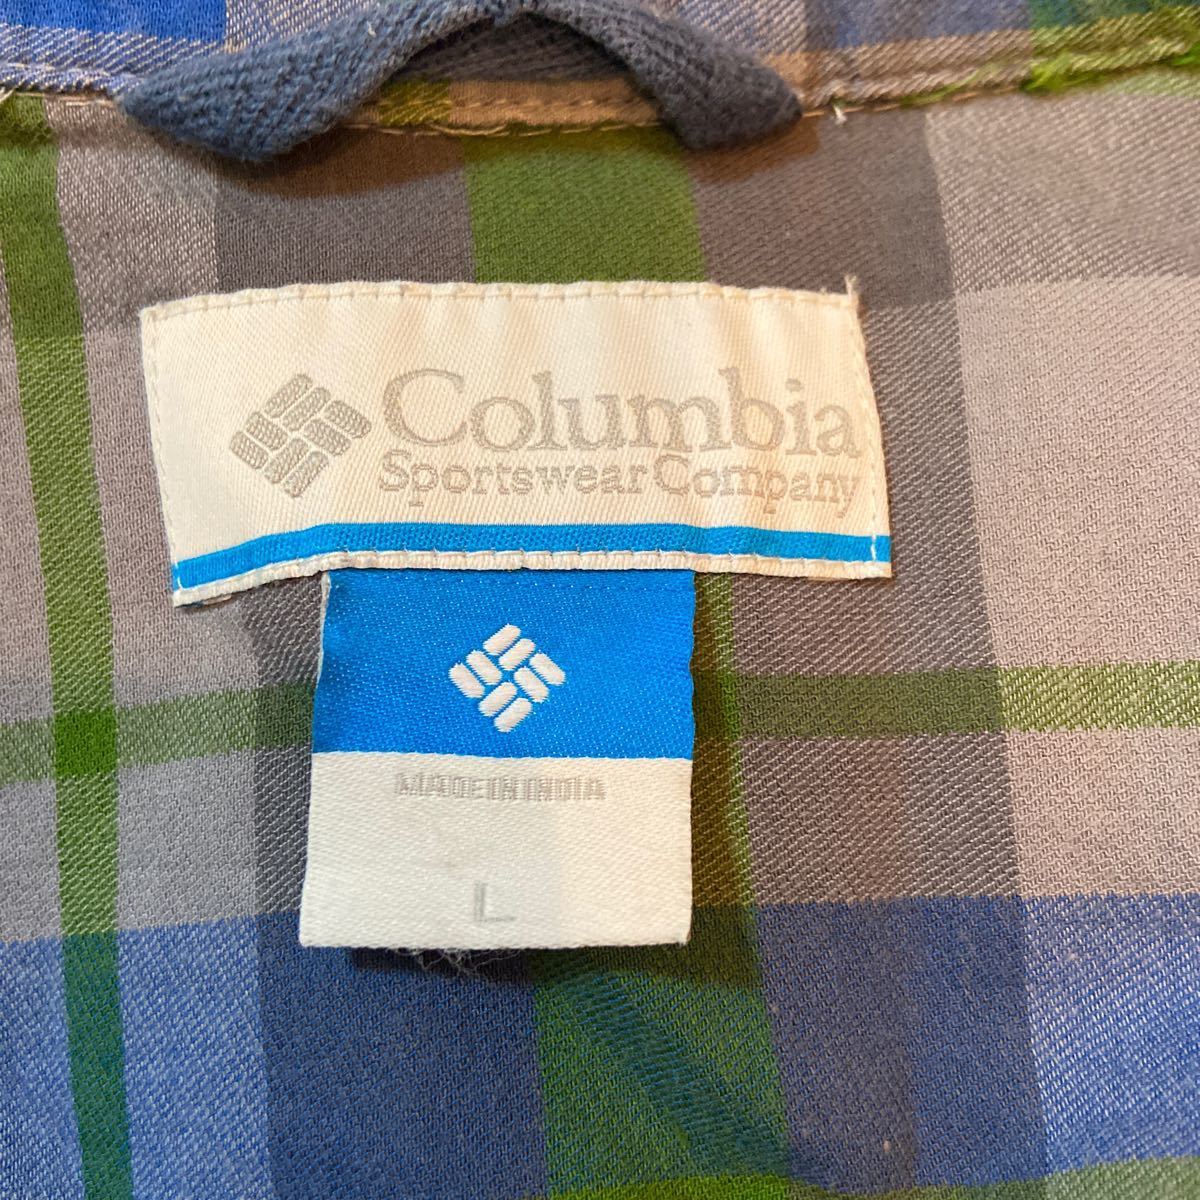 Columbia
Sportswear Company
MADE IN INDIA
L